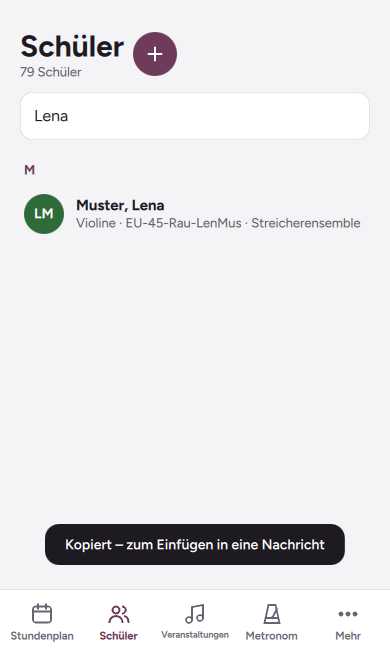 Schüler
79 Schüler
Lena
M
LM
Muster, Lena
Violine · EU-45-Rau-LenMus · Streicherensemble
Kopiert – zum Einfügen in eine Nachricht
Stundenplan
Schüler
Veranstaltungen
Metronom
Mehr